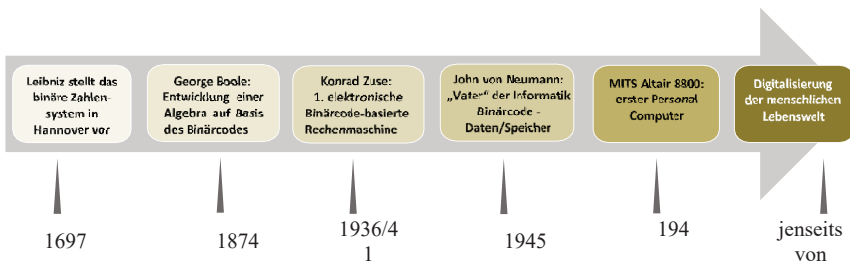 Leibniz stellt das
binäre Zahlen-
system in
Hannover vor
George Boole:
Entwicklung einer
Algebra auf Basis
des Binärcodes
Konrad Zuse:
1. elektronische
Binärcode-basierte
Rechenmaschine
John von Neumann:
„Vater“ der Informatik
Binärcode -
Daten/Speicher
MITS Altair 8800:
erster Personal
Computer
Digitalisierung
der menschlichen
Lebenswelt
1697
1874
1936/4
1
1945
194
jenseits
von